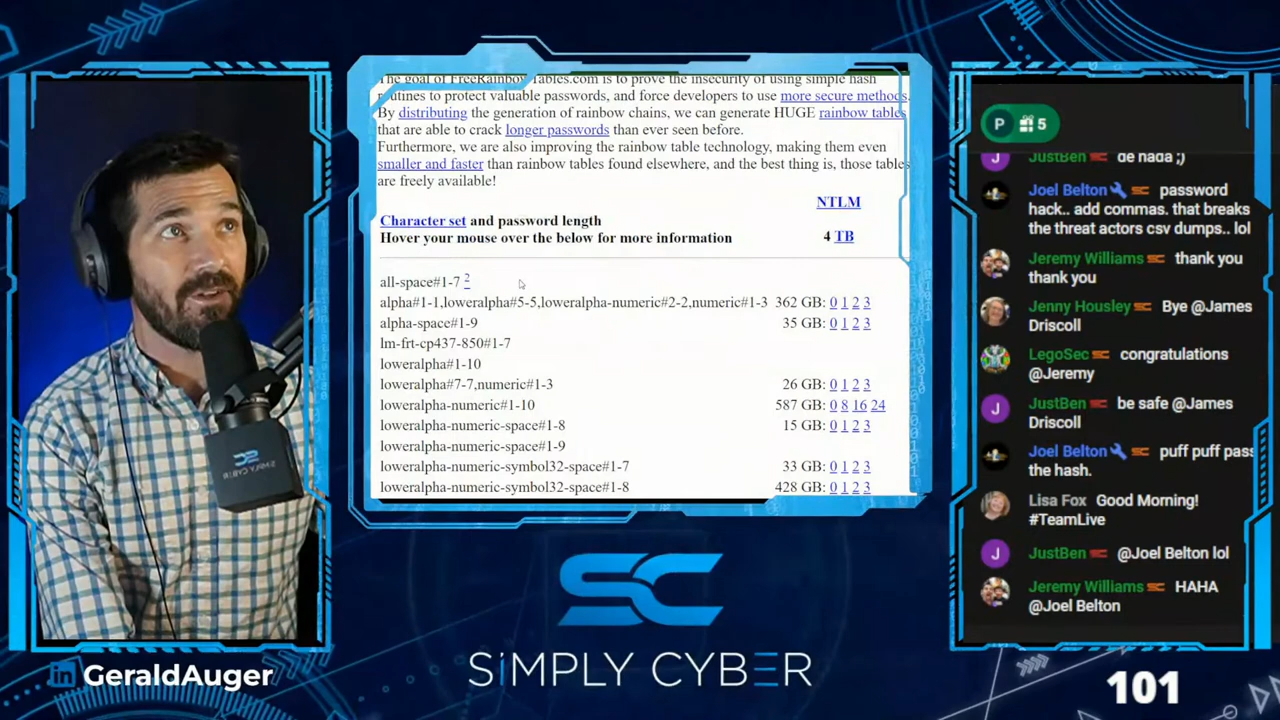 The goal of FreeRainbowTables.com is to prove the insecurity of using simple hash
routines to protect valuable passwords, and force developers to use more secure methods.
By distributing the generation of rainbow chains, we can generate HUGE rainbow tables
that are able to crack longer passwords than ever seen before.
Furthermore, we are also improving the rainbow table technology, making them even
smaller and faster than rainbow tables found elsewhere, and the best thing is, those tables
are freely available!
NTLM
Character set and password length
Hover your mouse over the below for more information 4 TB
all-space#1-7 2
alpha#1-1,loweralpha#5-5,loweralpha-numeric#2-2,numeric#1-3 362 GB: 0 1 2 3
alpha-space#1-9 35 GB: 0 1 2 3
lm-frt-cp437-850#1-7
loweralpha#1-10
loweralpha#7-7,numeric#1-3 26 GB: 0 1 2 3
loweralpha-numeric#1-10 587 GB: 0 8 16 24
loweralpha-numeric-space#1-8 15 GB: 0 1 2 3
loweralpha-numeric-space#1-9
loweralpha-numeric-symbol32-space#1-7 33 GB: 0 1 2 3
loweralpha-numeric-symbol32-space#1-8 428 GB: 0 1 2 3
P 5
J JustBen de nada ;)
Joel Belton password
hack.. add commas. that breaks
the threat actors csv dumps.. lol
Jeremy Williams thank you
thank you
Jenny Housley Bye @James
Driscoll
LegoSec congratulations
@Jeremy
J JustBen be safe @James
Driscoll
Joel Belton puff puff pass
the hash.
Lisa Fox Good Morning!
#TeamLive
J JustBen @Joel Belton lol
Jeremy Williams HAHA
@Joel Belton
SIMPLY CYBER
SC
SIMPLY CYBER
in GeraldAuger
101